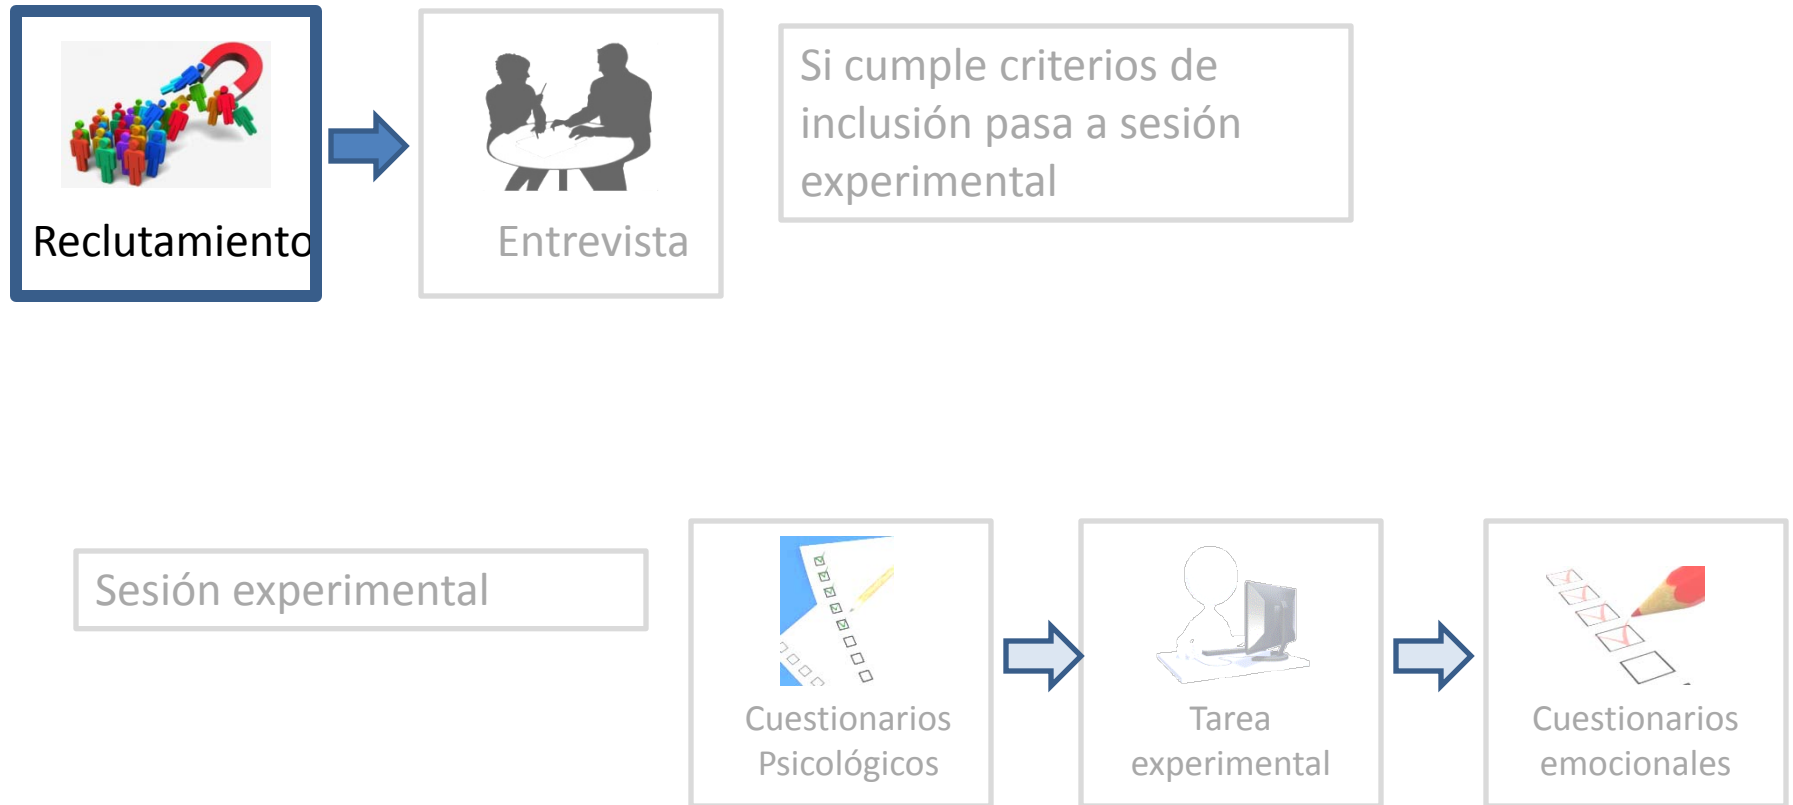 Reclutamiento
Entrevista
Si cumple criterios de
inclusión pasa a sesión
experimental
Sesión experimental
Cuestionarios
Psicológicos
Tarea
experimental
Cuestionarios
emocionales